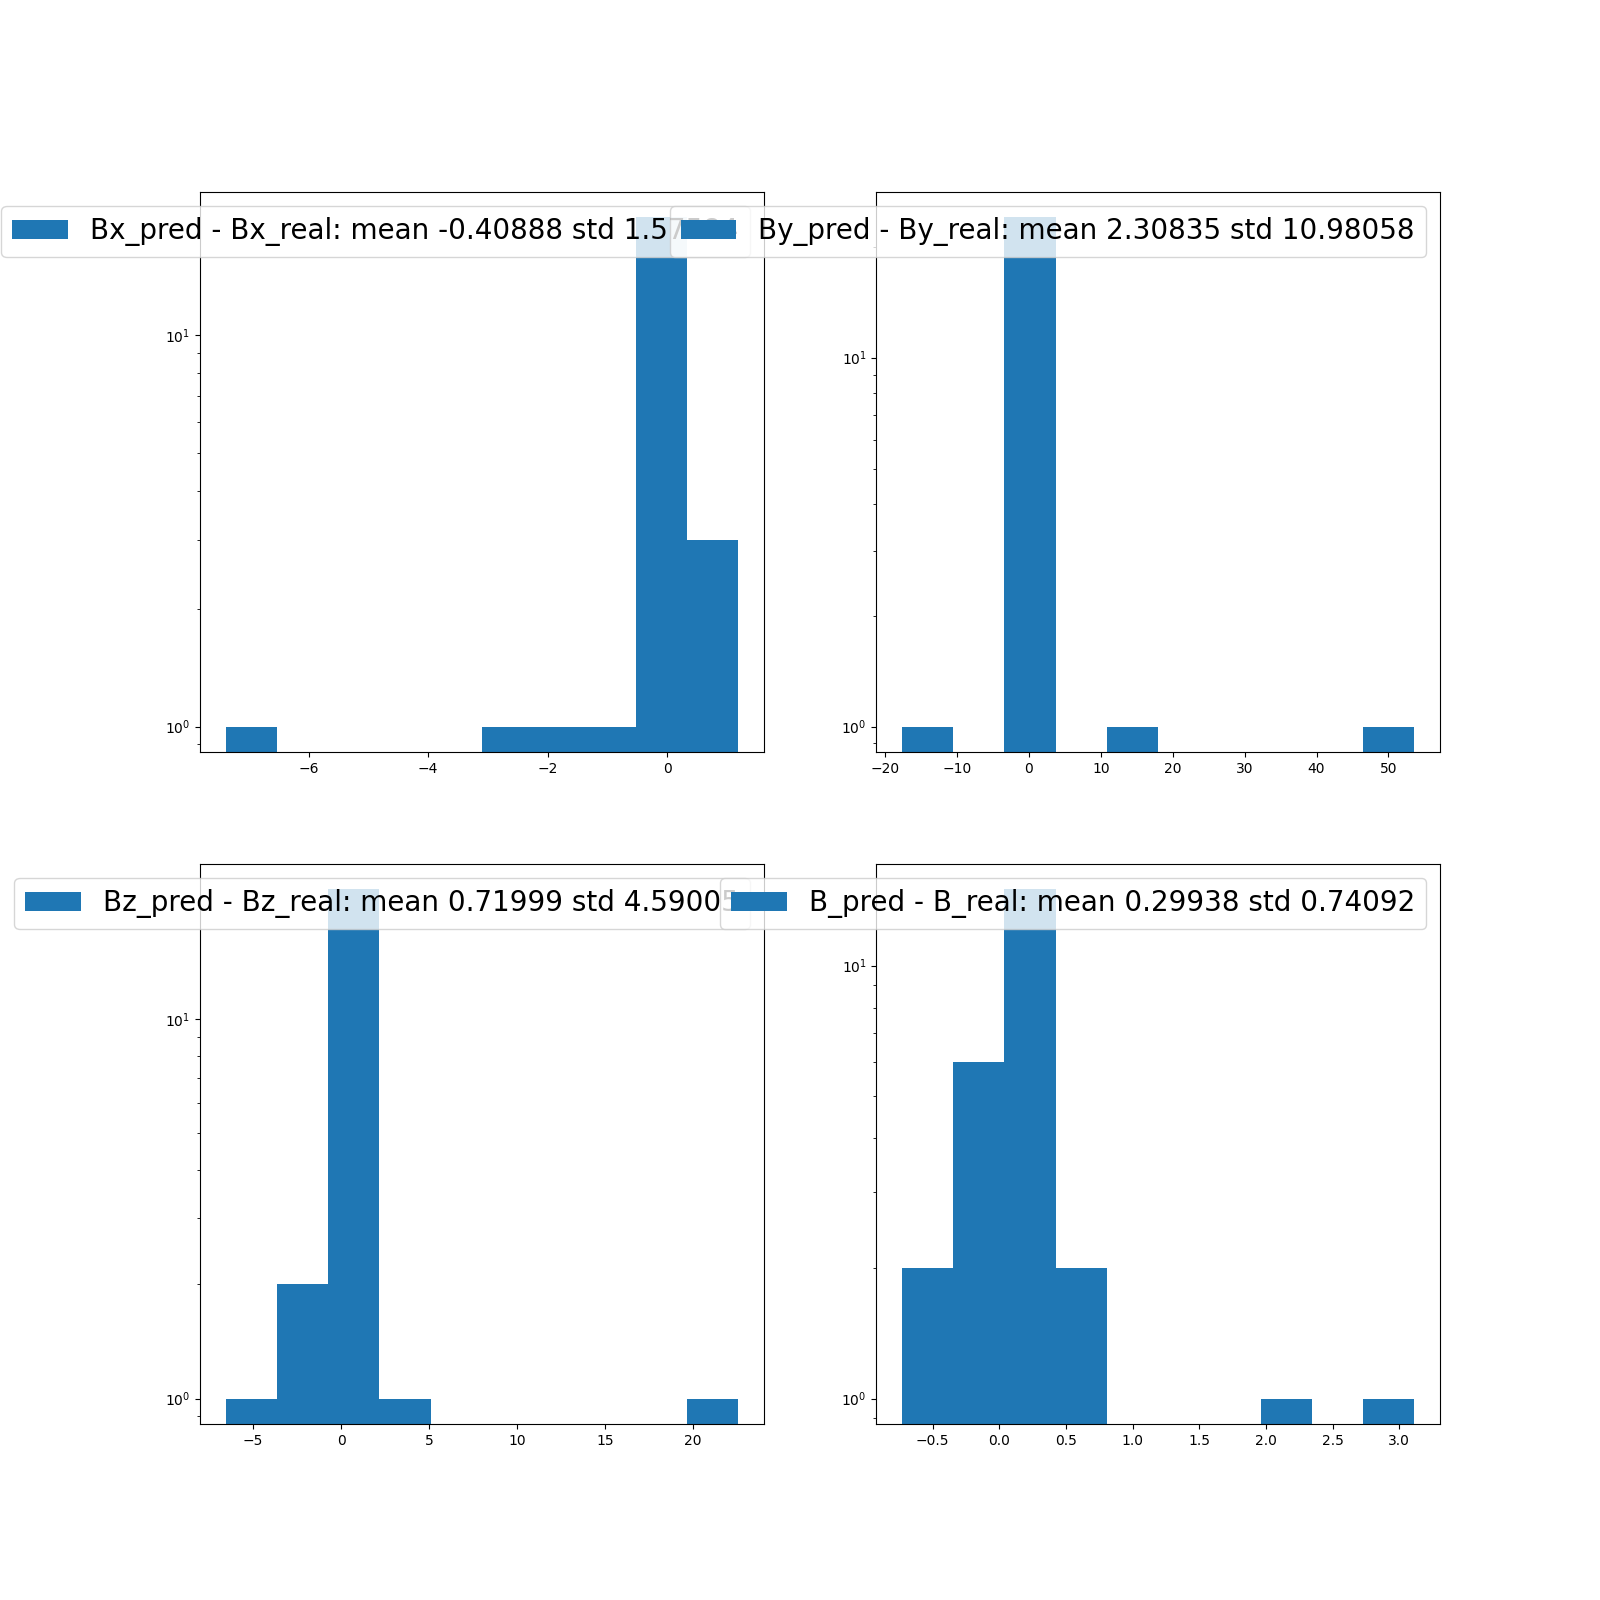 Bx_pred - Bx_real: mean -0.40888 std
By_pred - By_real: mean 2.30835 std 10.98058
10¹
10⁰
−6 −4 −2 0
10¹
10⁰
−20 −10 0 10 20 30 40 50
Bz_pred - Bz_real: mean 0.71999 std 4.59005
B_pred - B_real: mean 0.29938 std 0.74092
10¹
10⁰
−5 0 5 10 15 20
10¹
10⁰
−0.5 0.0 0.5 1.0 1.5 2.0 2.5 3.0